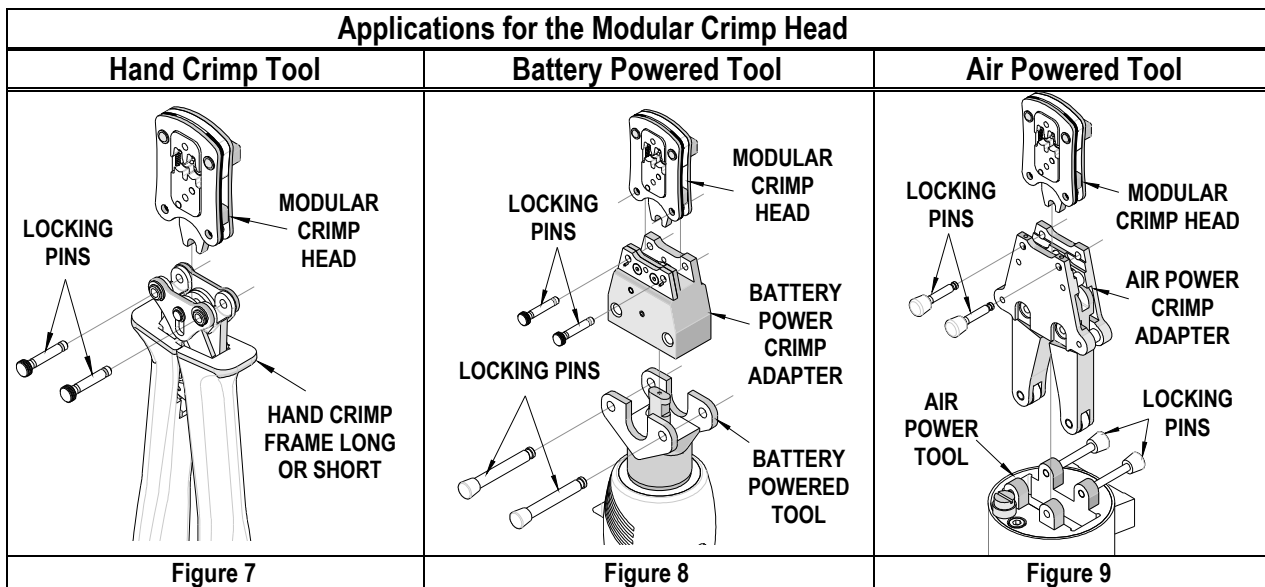 Applications for the Modular Crimp Head
Hand Crimp Tool
Battery Powered Tool
Air Powered Tool
LOCKING
PINS
MODULAR
CRIMP
HEAD
HAND CRIMP
FRAME LONG
OR SHORT
LOCKING
PINS
MODULAR
CRIMP
HEAD
BATTERY
POWER
CRIMP
ADAPTER
LOCKING PINS
BATTERY
POWERED
TOOL
LOCKING
PINS
MODULAR
CRIMP HEAD
AIR POWER
CRIMP
ADAPTER
AIR
POWER
TOOL
LOCKING
PINS
Figure 7
Figure 8
Figure 9